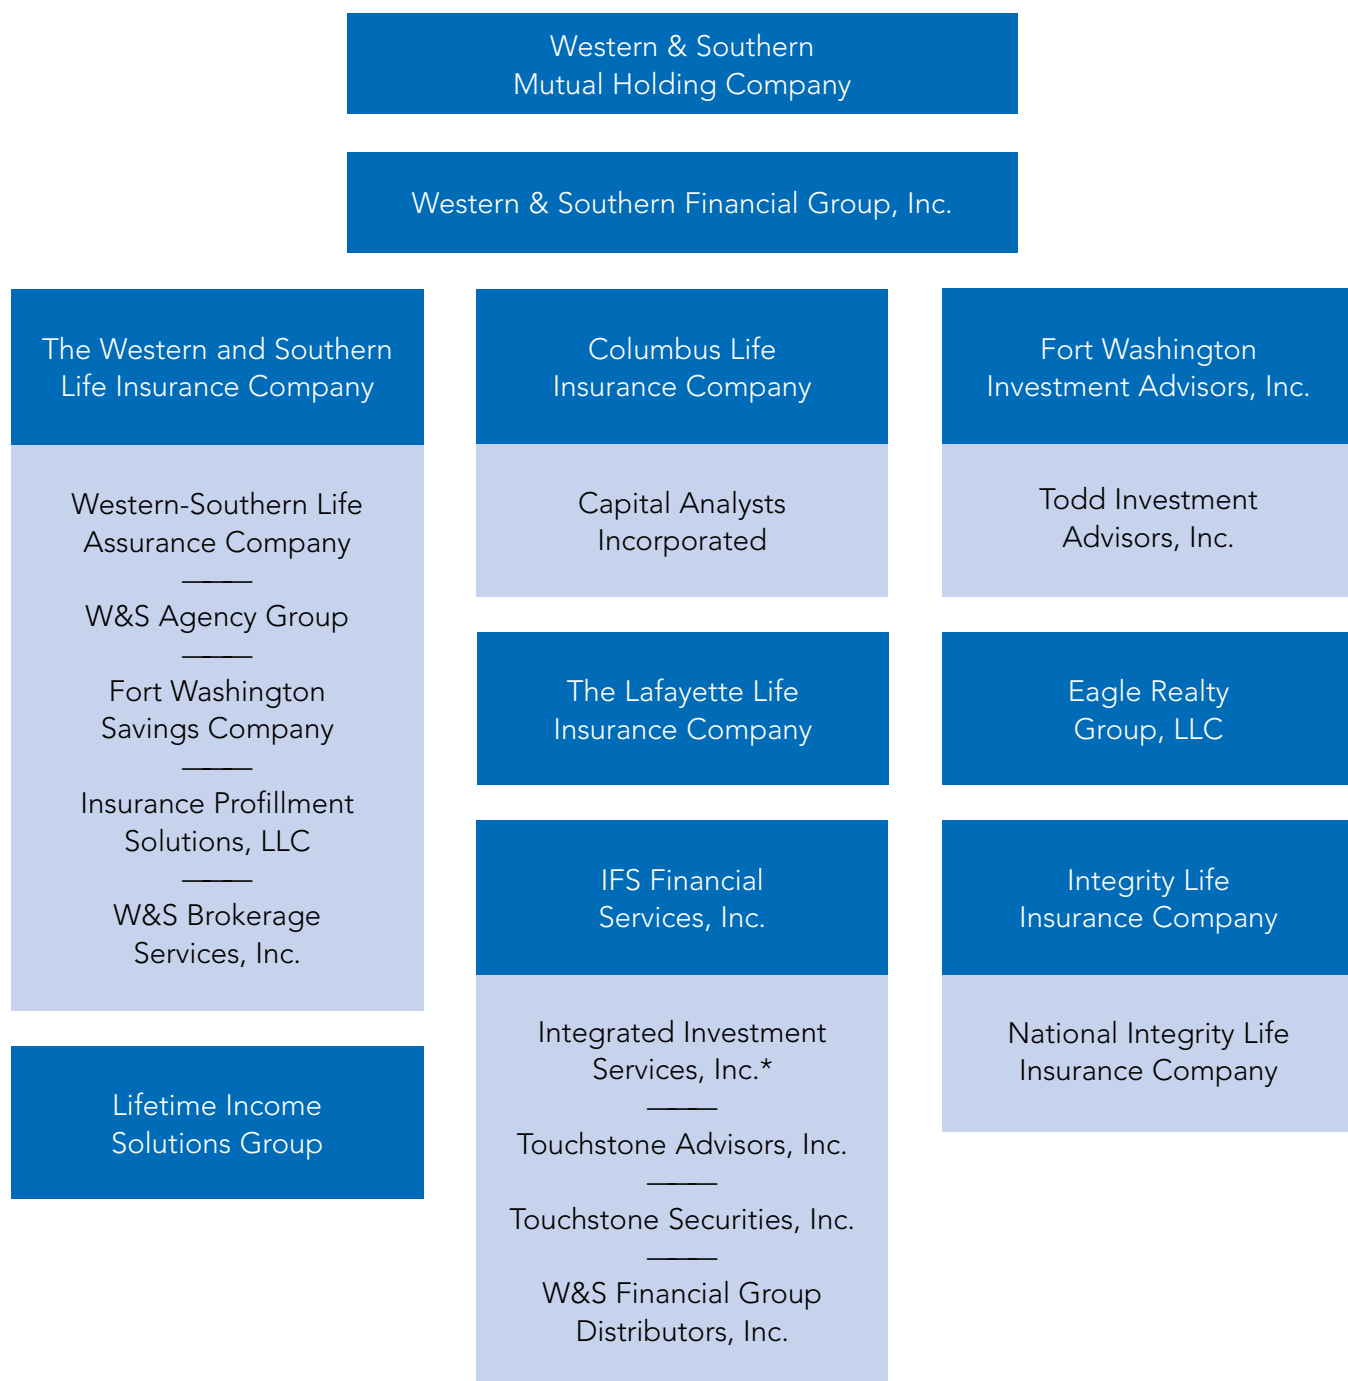 Western & Southern
Mutual Holding Company
Western & Southern Financial Group, Inc.
The Western and Southern
Life Insurance Company
Western-Southern Life
Assurance Company
W&S Agency Group
Fort Washington
Savings Company
Insurance Profillment
Solutions, LLC
W&S Brokerage
Services, Inc.
Lifetime Income
Solutions Group
Columbus Life
Insurance Company
Capital Analysts
Incorporated
The Lafayette Life
Insurance Company
IFS Financial
Services, Inc.
Integrated Investment
Services, Inc.*
Touchstone Advisors, Inc.
Touchstone Securities, Inc.
W&S Financial Group
Distributors, Inc.
Fort Washington
Investment Advisors, Inc.
Todd Investment
Advisors, Inc.
Eagle Realty
Group, LLC
Integrity Life
Insurance Company
National Integrity Life
Insurance Company